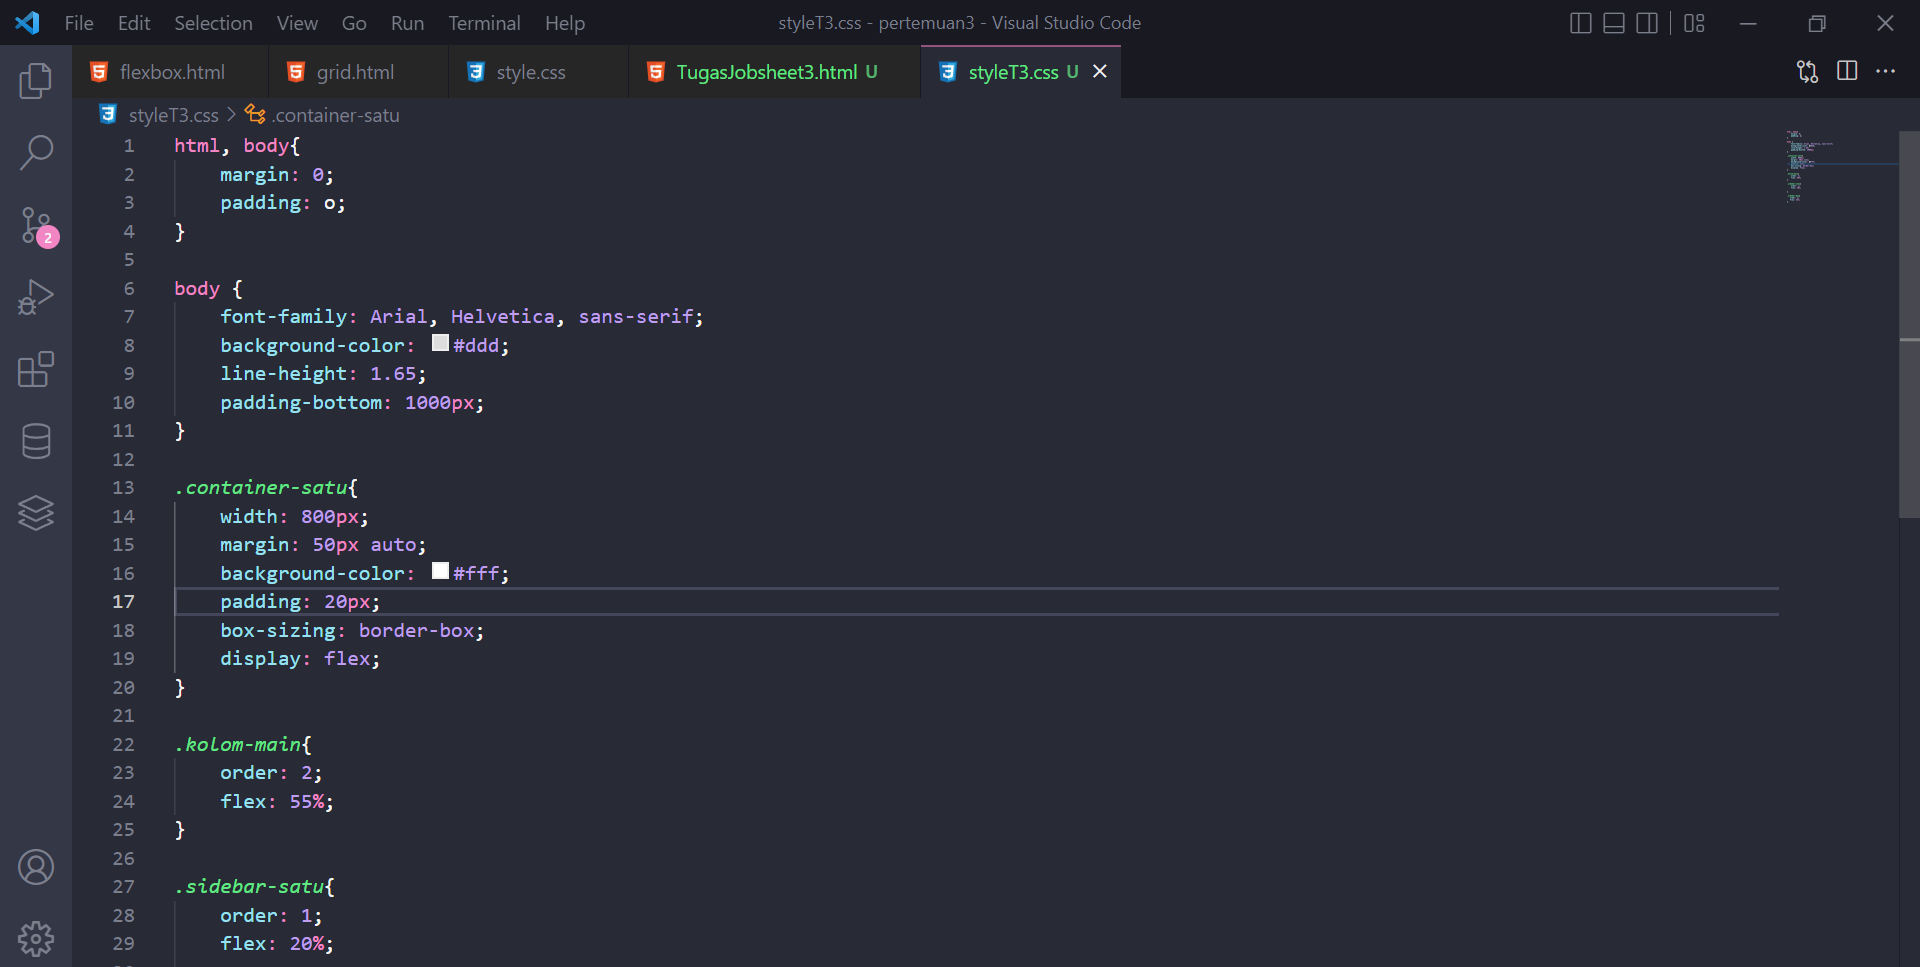 File Edit Selection View Go Run Terminal Help styleT3.css - pertemuan3 - Visual Studio Code
flexbox.html grid.html style.css TugasJobsheet3.html U styleT3.css U
styleT3.css > .container-satu
1 html, body{
2 margin: 0;
3 padding: o;
4 }
5
6 body {
7 font-family: Arial, Helvetica, sans-serif;
8 background-color: #ddd;
9 line-height: 1.65;
10 padding-bottom: 1000px;
11 }
12
13 .container-satu{
14 width: 800px;
15 margin: 50px auto;
16 background-color: #fff;
17 padding: 20px;
18 box-sizing: border-box;
19 display: flex;
20 }
21
22 .kolom-main{
23 order: 2;
24 flex: 55%;
25 }
26
27 .sidebar-satu{
28 order: 1;
29 flex: 20%;
2